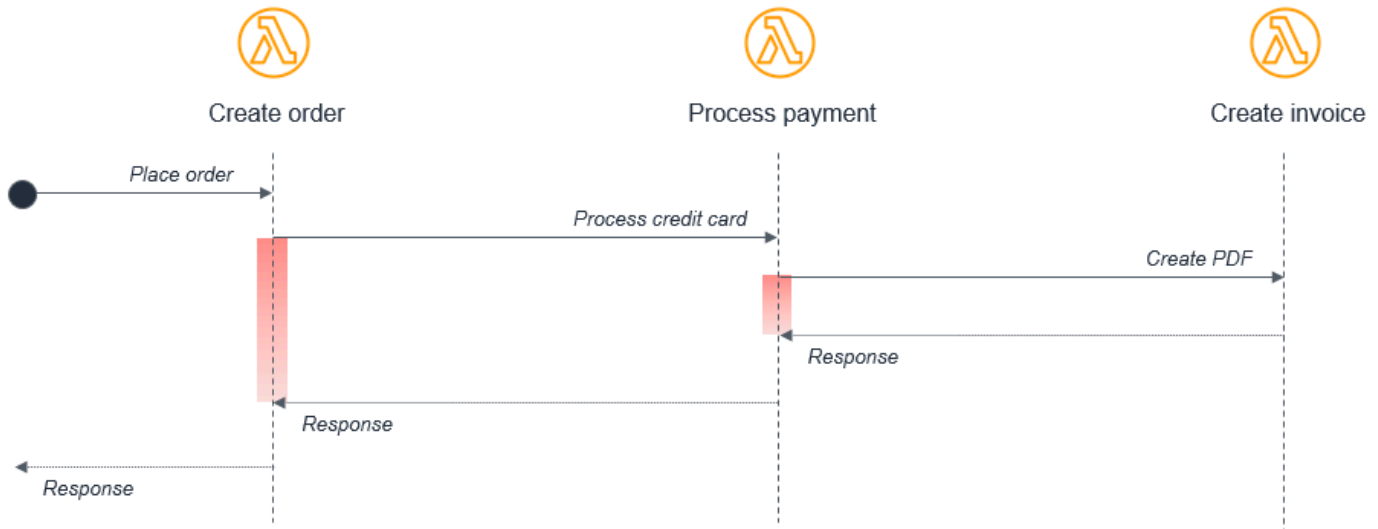 Create order
Process payment
Create invoice
Place order
Process credit card
Create PDF
Response
Response
Response